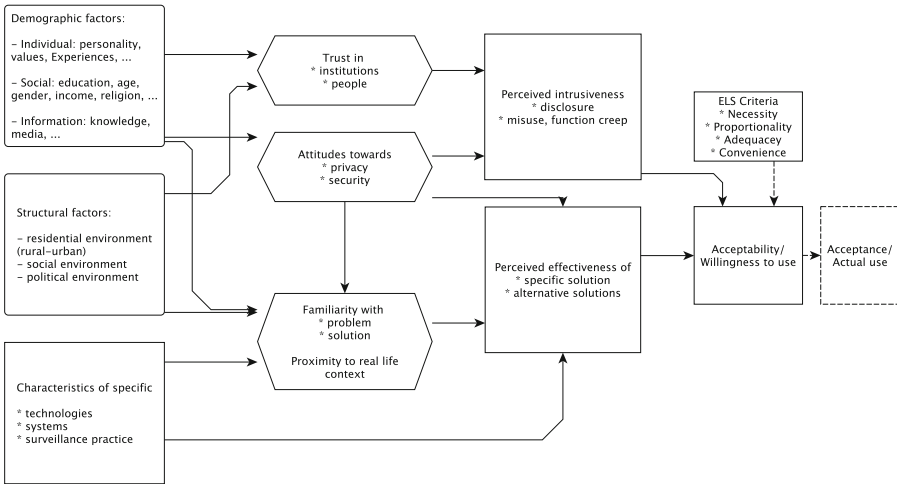 Demographic factors:
– Individual: personality,
values, Experiences, ...
– Social: education, age,
gender, income, religion, ...
– Information: knowledge,
media, ...
Structural factors:
– residential environment
(rural–urban)
– social environment
– political environment
Characteristics of specific
* technologies
* systems
* surveillance practice
Trust in
* institutions
* people
Attitudes towards
* privacy
* security
Familiarity with
* problem
* solution
Proximity to real life
context
Perceived intrusiveness
* disclosure
* misuse, function creep
Perceived effectiveness of
* specific solution
* alternative solutions
ELS Criteria
* Necessity
* Proportionality
* Adequacey
* Convenience
Acceptability/
Willingness to use
Acceptance/
Actual use